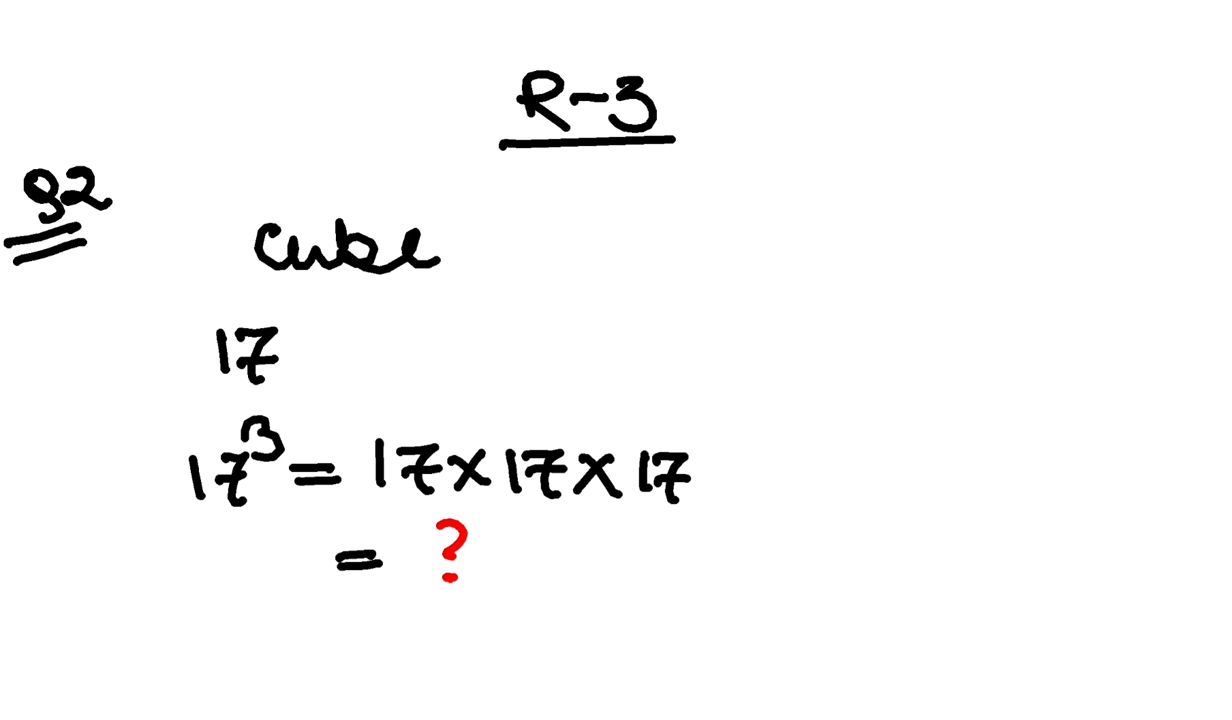 R-3
Q2
cube
17
17³ = 17 × 17 × 17
= ?